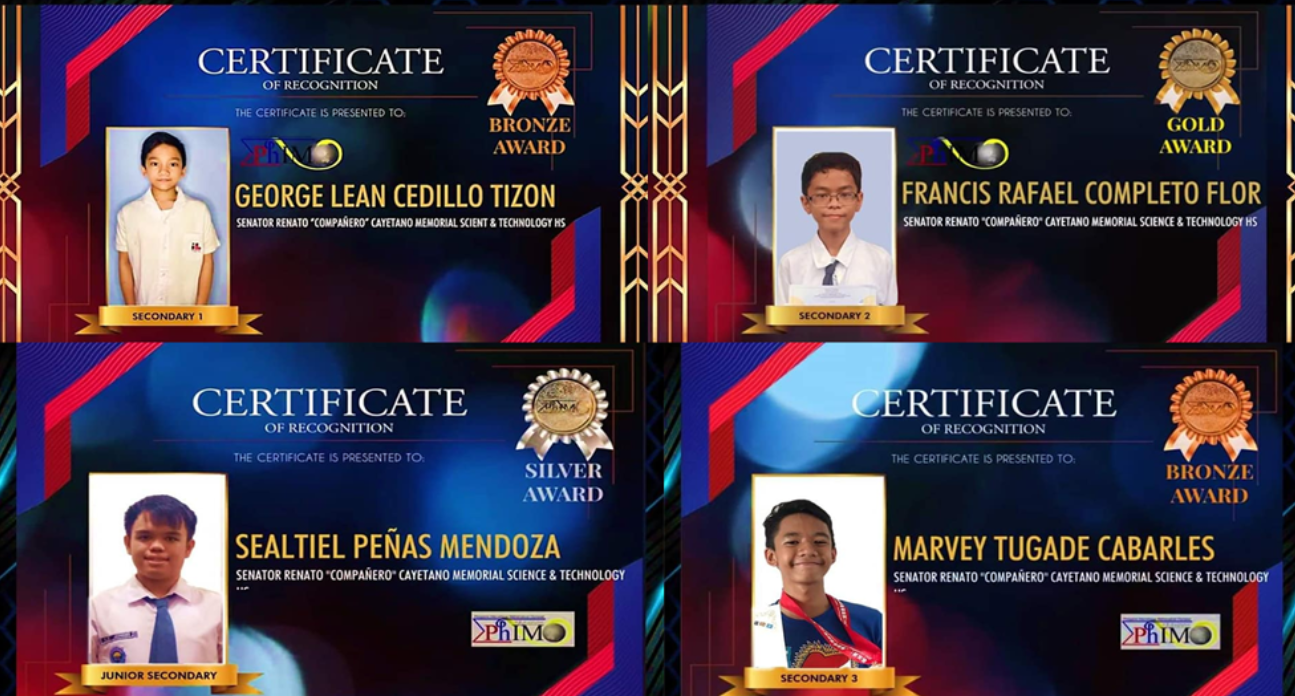 CERTIFICATE
OF RECOGNITION
THE CERTIFICATE IS PRESENTED TO:
BRONZE
AWARD
PhIMO
GEORGE LEAN CEDILLO TIZON
SENATOR RENATO "COMPAÑERO" CAYETANO MEMORIAL SCIENT & TECHNOLOGY HS
SECONDARY 1
CERTIFICATE
OF RECOGNITION
THE CERTIFICATE IS PRESENTED TO:
GOLD
AWARD
PhIMO
FRANCIS RAFAEL COMPLETO FLOR
SENATOR RENATO "COMPAÑERO" CAYETANO MEMORIAL SCIENCE & TECHNOLOGY HS
SECONDARY 2
CERTIFICATE
OF RECOGNITION
THE CERTIFICATE IS PRESENTED TO:
SILVER
AWARD
SEALTIEL PEÑAS MENDOZA
SENATOR RENATO "COMPAÑERO" CAYETANO MEMORIAL SCIENCE & TECHNOLOGY
PhIMO
JUNIOR SECONDARY
CERTIFICATE
OF RECOGNITION
THE CERTIFICATE IS PRESENTED TO:
BRONZE
AWARD
MARVEY TUGADE CABARLES
SENATOR RENATO "COMPAÑERO" CAYETANO MEMORIAL SCIENCE & TECHNOLOGY
PhIMO
SECONDARY 3